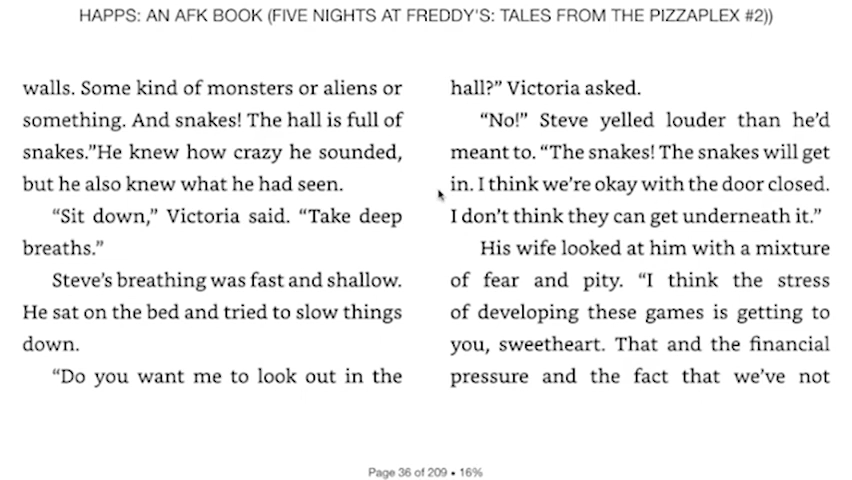 HAPPS: AN AFK BOOK (FIVE NIGHTS AT FREDDY'S: TALES FROM THE PIZZAPLEX #2))
walls. Some kind of monsters or aliens or
something. And snakes! The hall is full of
snakes.”He knew how crazy he sounded,
but he also knew what he had seen.
“Sit down,” Victoria said. “Take deep
breaths.”
Steve’s breathing was fast and shallow.
He sat on the bed and tried to slow things
down.
“Do you want me to look out in the
hall?” Victoria asked.
“No!” Steve yelled louder than he’d
meant to. “The snakes! The snakes will get
in. I think we’re okay with the door closed.
I don’t think they can get underneath it.”
His wife looked at him with a mixture
of fear and pity. “I think the stress
of developing these games is getting to
you, sweetheart. That and the financial
pressure and the fact that we’ve not
Page 36 of 209 • 16%